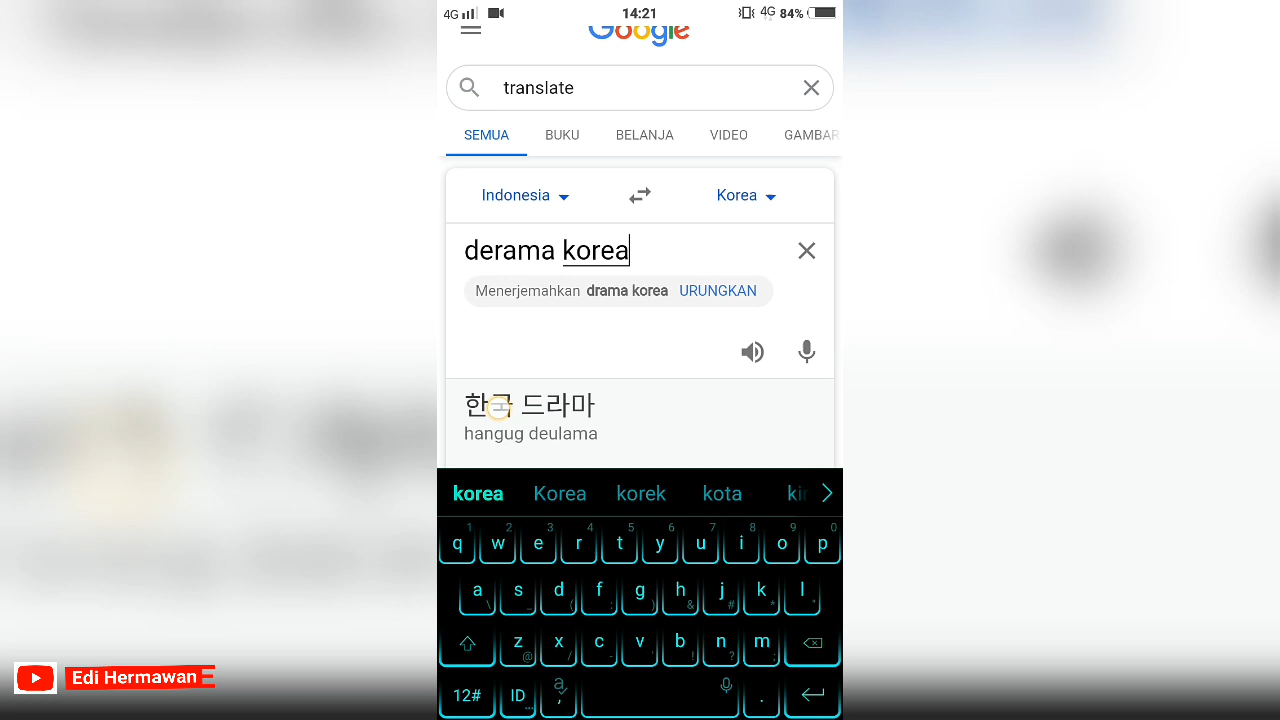 4G 14:21 4G 84%
Google
translate
SEMUA BUKU BELANJA VIDEO GAMBAR
Indonesia Korea
derama korea
Menerjemahkan drama korea URUNGKAN
한국 드라마
hangug deulama
korea Korea korek kota
1 2 3 4 5 6 7 8 9 0
q w e r t y u i o p
a s d f g h j k l
\ _ ( : ) & # * "
z x c v b n m
@ / - ' ! ? ;
12# ID a , .
Edi Hermawan E